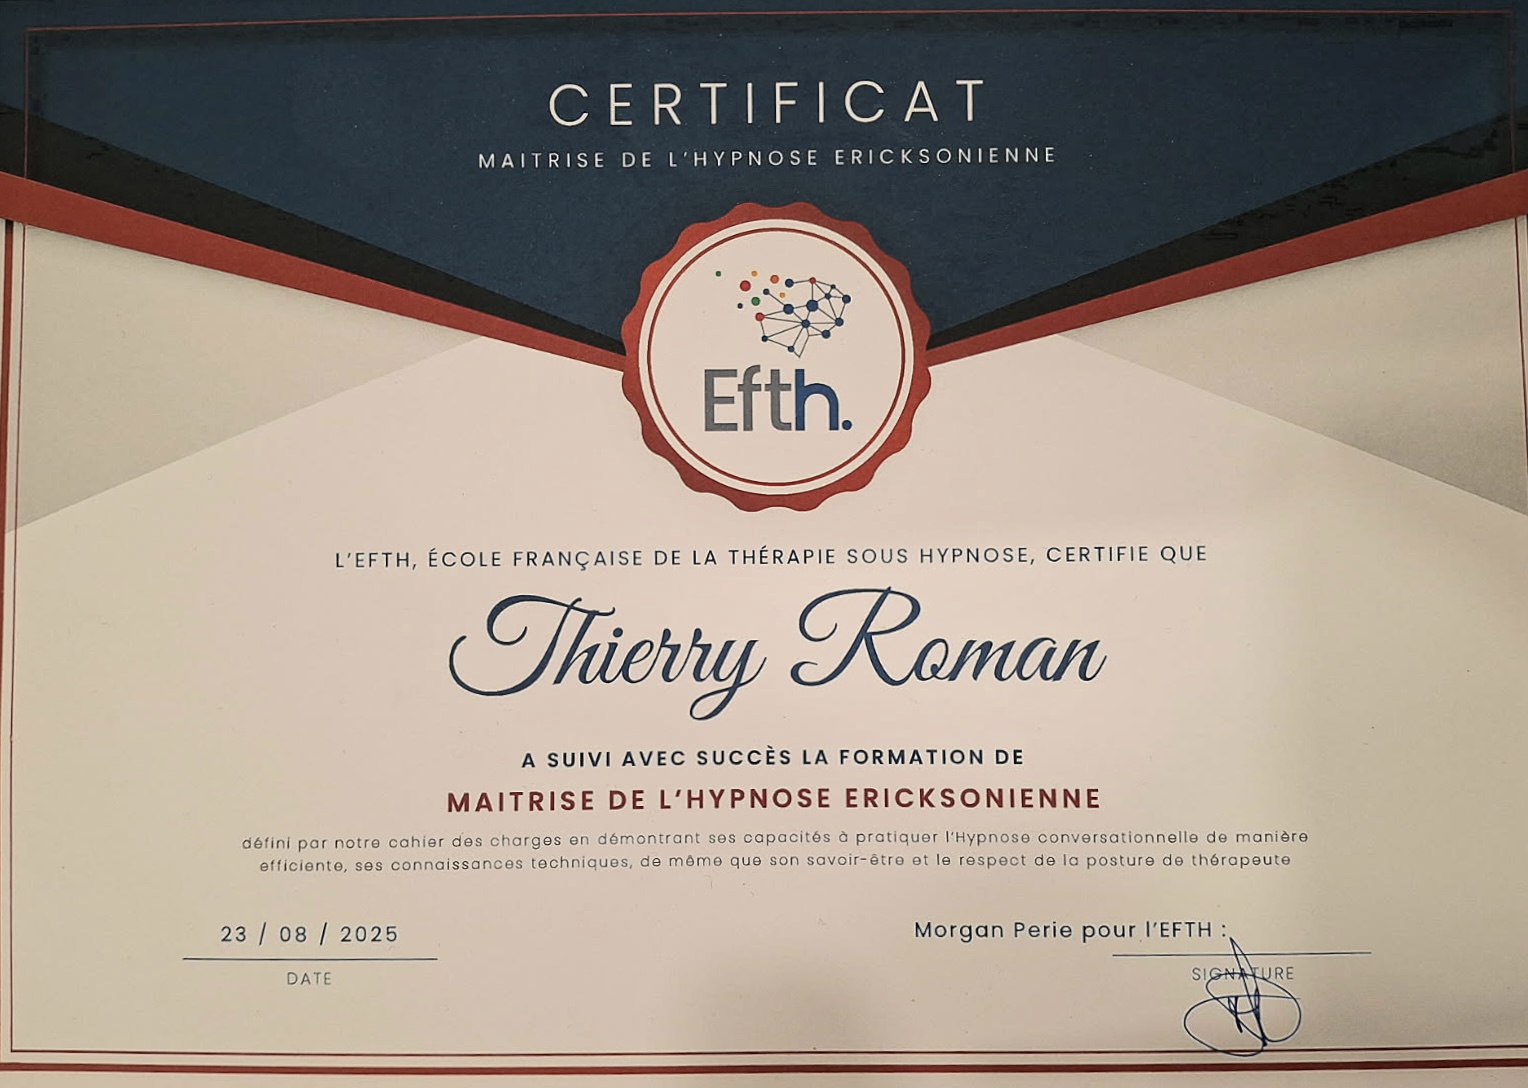 CERTIFICAT
MAITRISE DE L'HYPNOSE ERICKSONIENNE
Efth.
L'EFTH, ÉCOLE FRANÇAISE DE LA THÉRAPIE SOUS HYPNOSE, CERTIFIE QUE
Thierry Roman
A SUIVI AVEC SUCCÈS LA FORMATION DE
MAITRISE DE L'HYPNOSE ERICKSONIENNE
défini par notre cahier des charges en démontrant ses capacités à pratiquer l'Hypnose conversationnelle de manière
efficiente, ses connaissances techniques, de même que son savoir-être et le respect de la posture de thérapeute
23 / 08 / 2025
DATE
Morgan Perie pour l'EFTH :
SIGNATURE